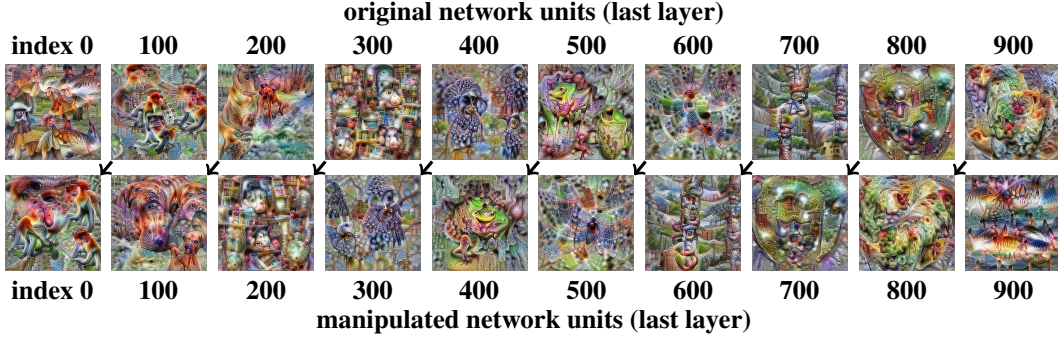 original network units (last layer)
index 0 100 200 300 400 500 600 700 800 900
index 0 100 200 300 400 500 600 700 800 900
manipulated network units (last layer)